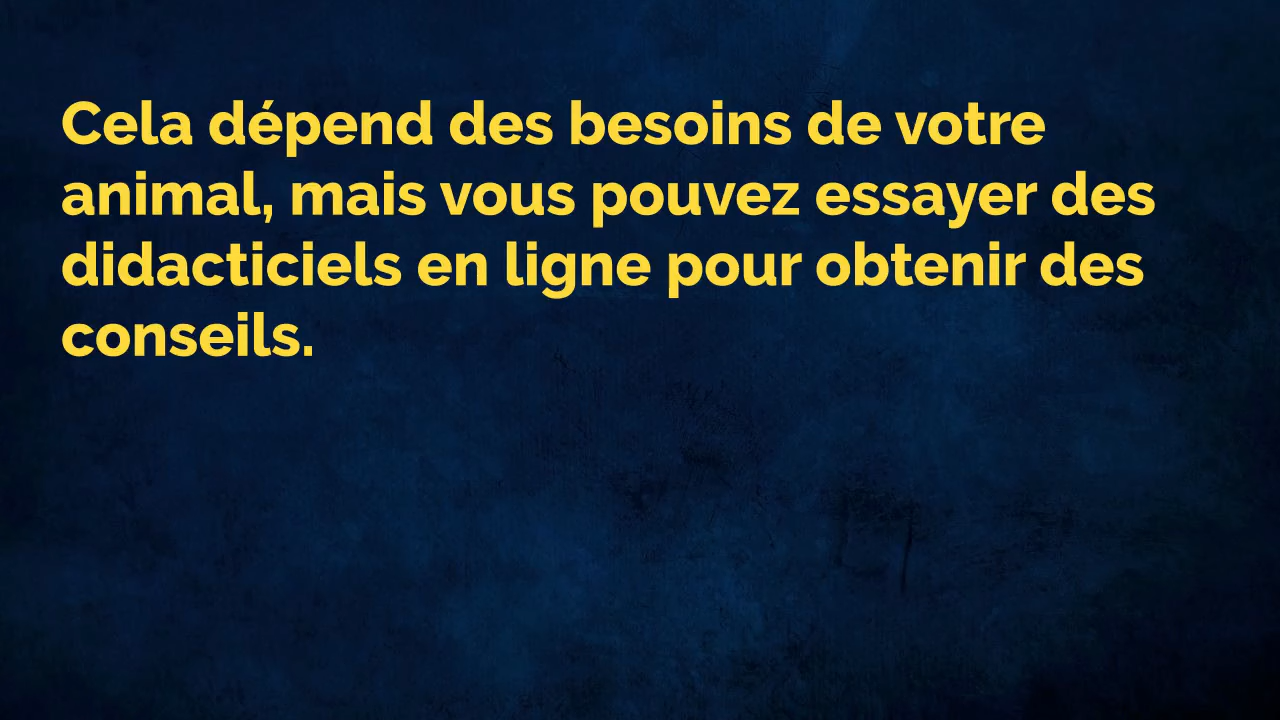 Cela dépend des besoins de votre
animal, mais vous pouvez essayer des
didacticiels en ligne pour obtenir des
conseils.